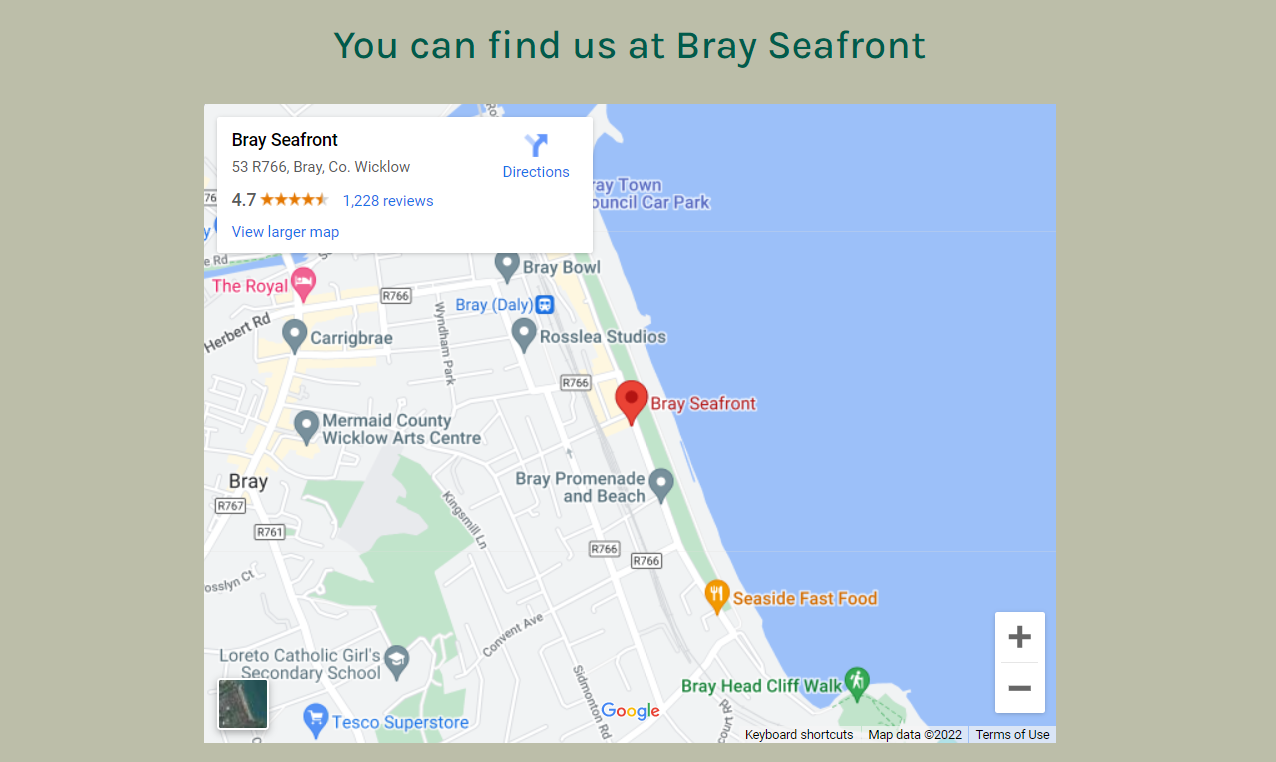 You can find us at Bray Seafront
Bray Seafront
53 R766, Bray, Co. Wicklow
Directions
4.7
1,228 reviews
View larger map
ray Town
ouncil Car Park
The Royal
R766
Bray Bowl
Bray (Daly)
Herbert Rd
Carrigbrae
Wyndham Park
Rosslea Studios
R766
Bray Seafront
Mermaid County
Wicklow Arts Centre
Bray
R767
R761
Bray Promenade
and Beach
Kingsmill Ln
R766
R766
osslyn Ct
Seaside Fast Food
Convent Ave
Loreto Catholic Girl's
Secondary School
Sidmonton Rd
Bray Head Cliff Walk
court Rd
Tesco Superstore
Google
Keyboard shortcuts
Map data ©2022
Terms of Use